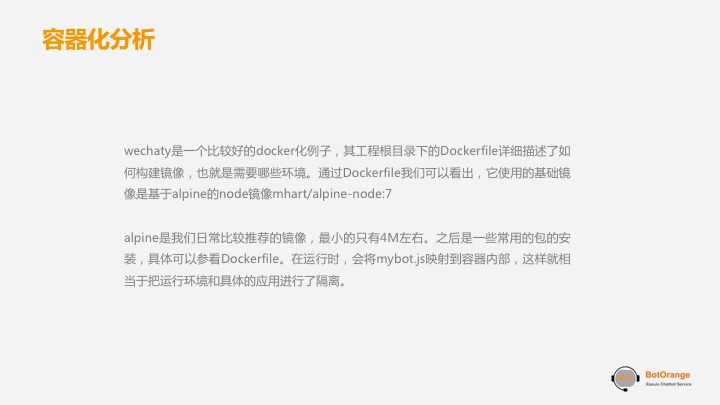 容器化分析
wechaty是一个比较好的docker化例子，其工程根目录下的Dockerfile详细描述了如
何构建镜像，也就是需要哪些环境。通过Dockerfile我们可以看出，它使用的基础镜
像是基于alpine的node镜像mhart/alpine-node:7
alpine是我们日常比较推荐的镜像，最小的只有4M左右。之后是一些常用的包的安
装，具体可以参看Dockerfile。在运行时，会将mybot.js映射到容器内部，这样就相
当于把运行环境和具体的应用进行了隔离。
BotOrange
XiaoJu Chatbot Service